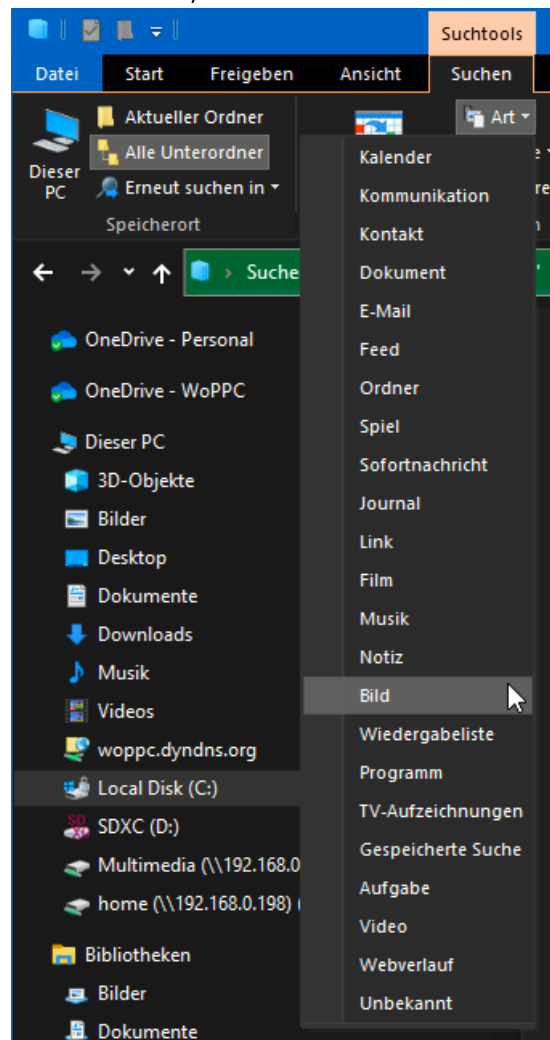 Suchtools
Datei Start Freigeben Ansicht Suchen
Aktueller Ordner
Alle Unterordner
Erneut suchen in
Dieser PC
Speicherort
Art
Suche
OneDrive - Personal
OneDrive - WoPPC
Dieser PC
3D-Objekte
Bilder
Desktop
Dokumente
Downloads
Musik
Videos
woppc.dyndns.org
Local Disk (C:)
SDXC (D:)
Multimedia (\\192.168.0
home (\\192.168.0.198) (
Bibliotheken
Bilder
Dokumente
Kalender
Kommunikation
Kontakt
Dokument
E-Mail
Feed
Ordner
Spiel
Sofortnachricht
Journal
Link
Film
Musik
Notiz
Bild
Wiedergabeliste
Programm
TV-Aufzeichnungen
Gespeicherte Suche
Aufgabe
Video
Webverlauf
Unbekannt